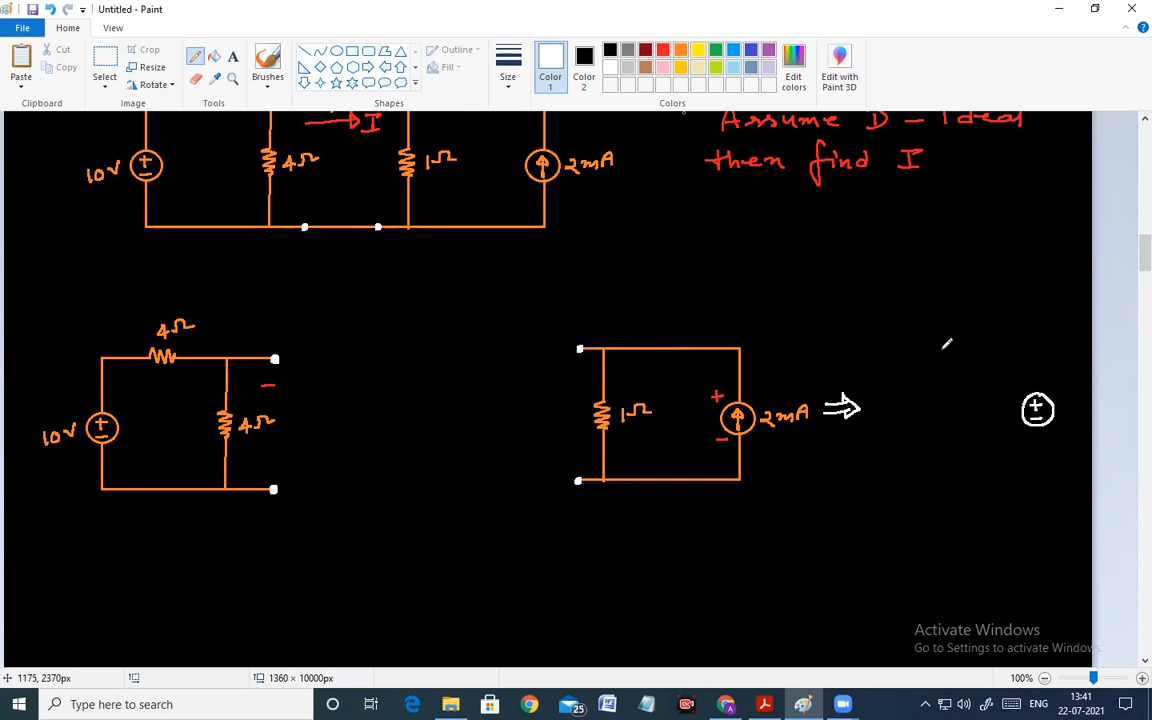 Untitled - Paint
File Home View
Paste
Cut
Copy
Clipboard
Select
Crop
Resize
Rotate
Image
Tools
Brushes
Outline
Fill
Shapes
Size
Color 1
Color 2
Edit colors
Edit with Paint 3D
Colors
Assume D - Ideal
then find I
I
10V
4Ω
1Ω
2mA
4Ω
10V
4Ω
1Ω
2mA
Activate Windows
Go to Settings to activate Windows.
1175, 2370px
1360 × 10000px
100%
Type here to search
25
ENG
13:41
22-07-2021